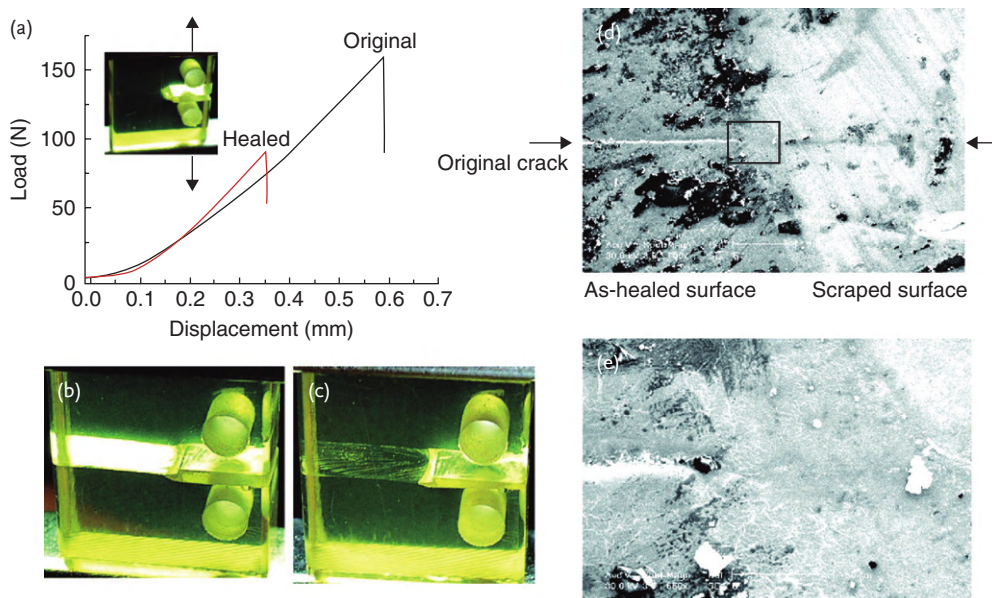 (a)
Load (N)
150
100
50
0
Original
Healed
0.0
0.1
0.2
0.3
0.4
0.5
0.6
0.7
Displacement (mm)
(b)
(c)
(d)
Original crack
As-healed surface
Scraped surface
(e)